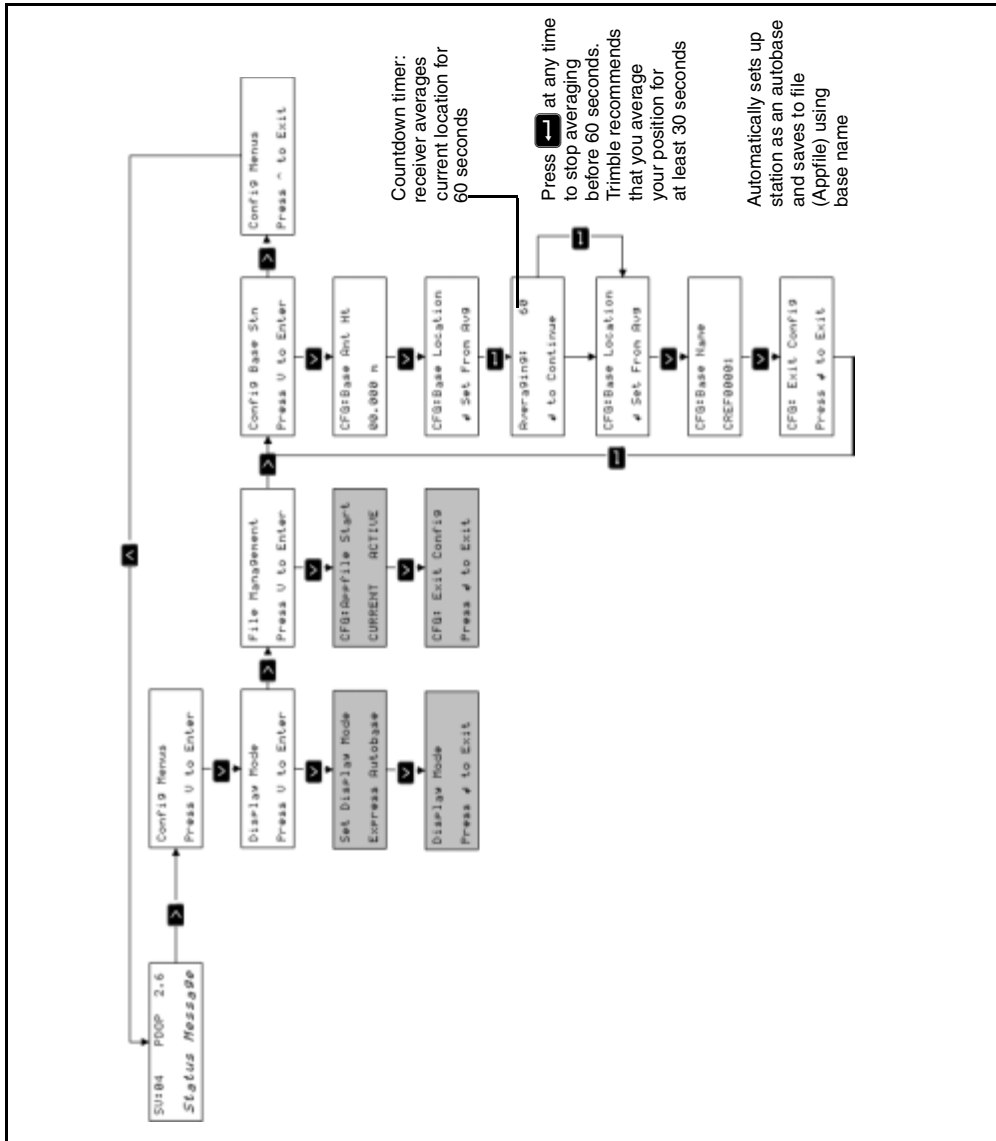 SV:04 PDOP 2.6
Status Message
Config Menus
Press V to Enter
Display Mode
Press V to Enter
Set Display Mode
Express Autobase
Display Mode
Press ↵ to Exit
File Management
Press V to Enter
CFG:Appfile Start
CURRENT ACTIVE
CFG: Exit Config
Press ↵ to Exit
Config Base Stn
Press V to Enter
CFG:Base Ant Ht
00.000 m
CFG:Base Location
↵ Set From Avg
Averaging: 60
↵ to Continue
CFG:Base Location
↵ Set From Avg
CFG:Base Name
CREF00001
CFG: Exit Config
Press ↵ to Exit
Config Menus
Press ^ to Exit
Countdown timer:
receiver averages
current location for
60 seconds
Press ↵ at any time
to stop averaging
before 60 seconds.
Trimble recommends
that you average
your position for
at least 30 seconds
Automatically sets up
station as an autobase
and saves to file
(Appfile) using
base name